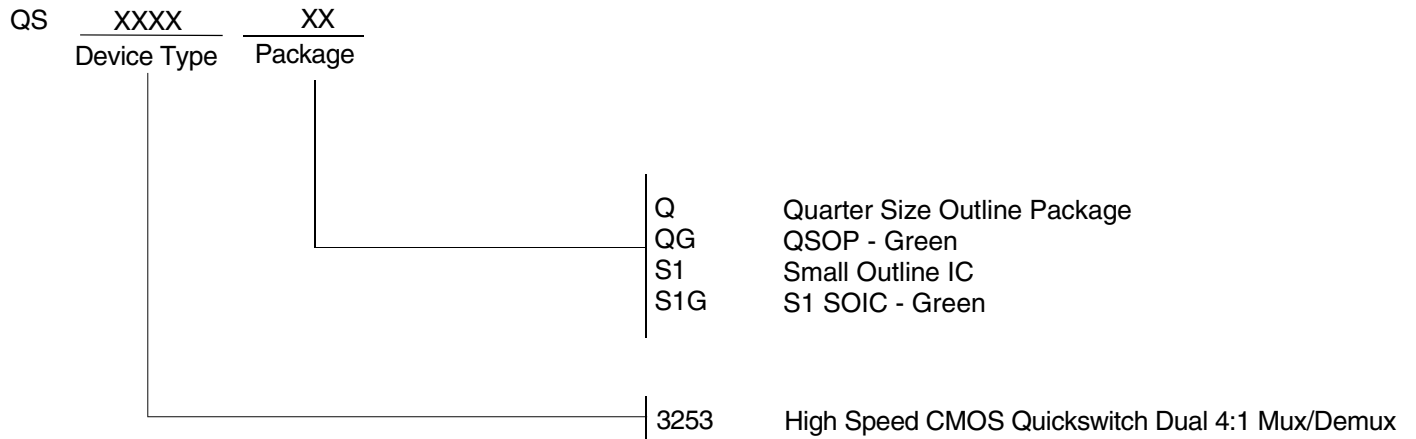 QS XXXX XX
Device Type Package
Q Quarter Size Outline Package
QG QSOP - Green
S1 Small Outline IC
S1G S1 SOIC - Green
3253 High Speed CMOS Quickswitch Dual 4:1 Mux/Demux